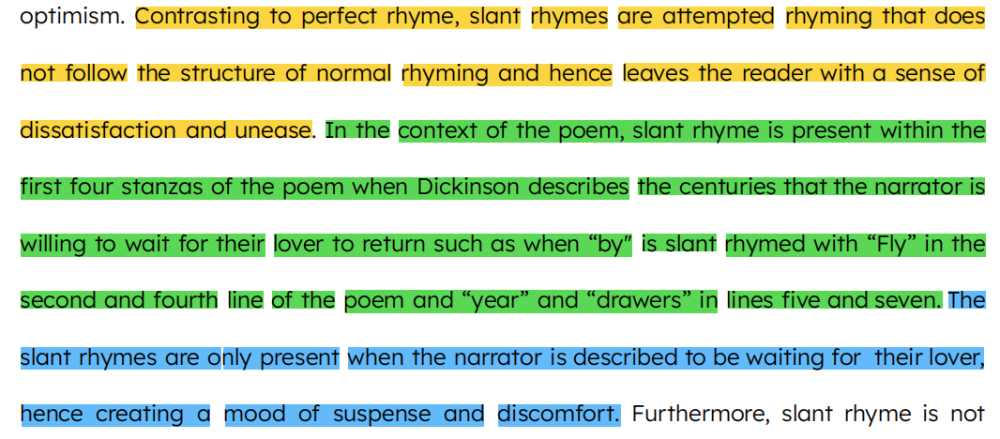 optimism. Contrasting to perfect rhyme, slant rhymes are attempted rhyming that does
not follow the structure of normal rhyming and hence leaves the reader with a sense of
dissatisfaction and unease. In the context of the poem, slant rhyme is present within the
first four stanzas of the poem when Dickinson describes the centuries that the narrator is
willing to wait for their lover to return such as when “by" is slant rhymed with “Fly” in the
second and fourth line of the poem and “year” and “drawers” in lines five and seven. The
slant rhymes are only present when the narrator is described to be waiting for  their lover,
hence creating a mood of suspense and discomfort. Furthermore, slant rhyme is not